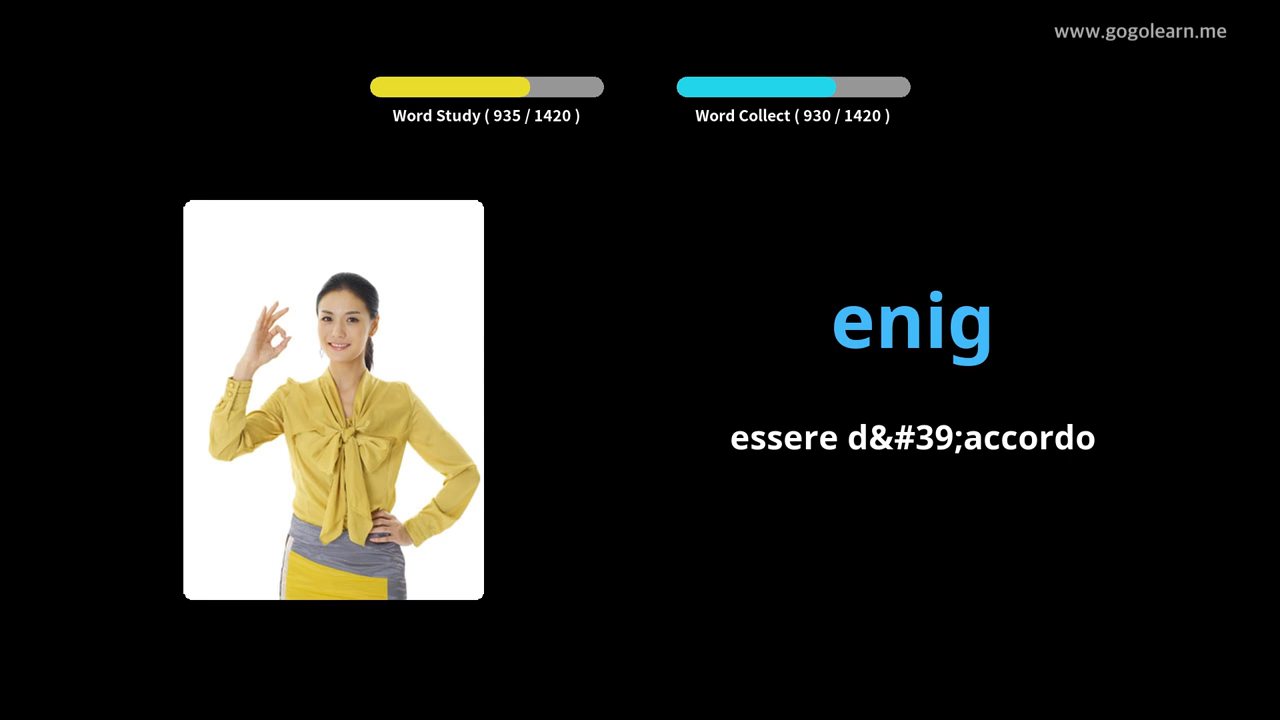 www.gogolearn.me
Word Study ( 935 / 1420 )
Word Collect ( 930 / 1420 )
enig
essere d&#39;accordo